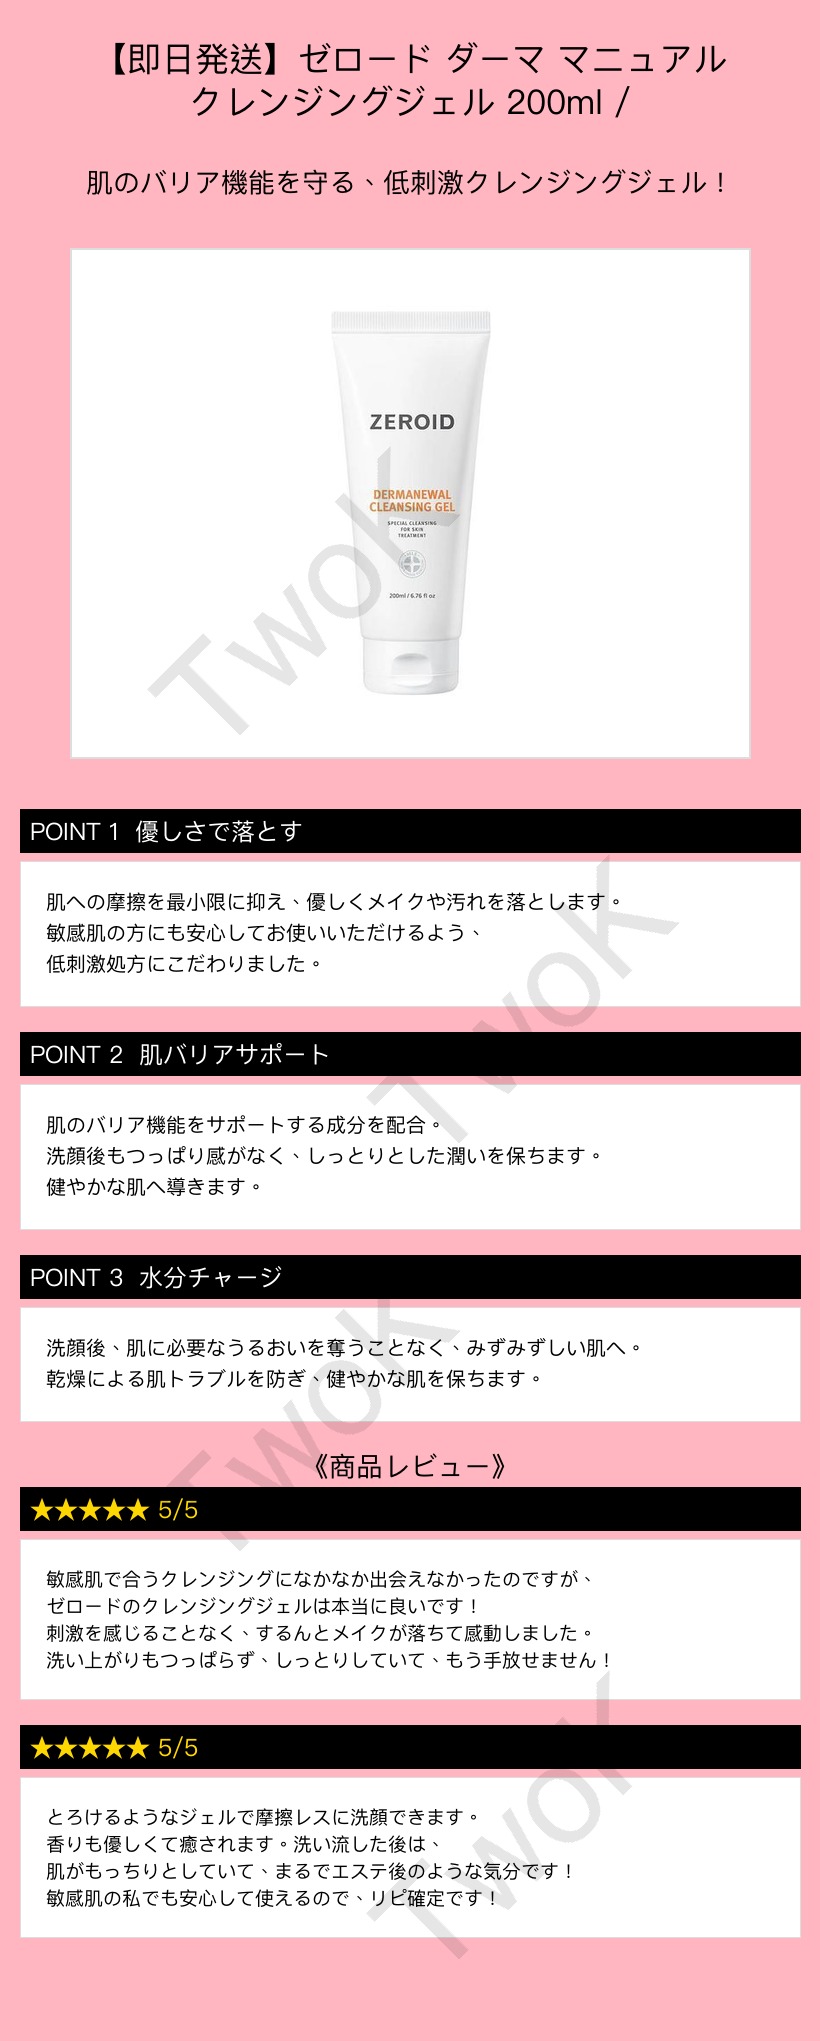 【即日発送】ゼロード ダーマ マニュアル
クレンジングジェル 200ml /
肌のバリア機能を守る、低刺激クレンジングジェル！
ZEROID
DERMANEWAL
CLEANSING GEL
SPECIAL CLEANSING
FOR SKIN
TREATMENT
200ml / 6.76 fl oz
TwoK
POINT 1 優しさで落とす
肌への摩擦を最小限に抑え、優しくメイクや汚れを落とします。
敏感肌の方にも安心してお使いいただけるよう、
低刺激処方にこだわりました。
TwoK
POINT 2 肌バリアサポート
肌のバリア機能をサポートする成分を配合。
洗顔後もつっぱり感がなく、しっとりとした潤いを保ちます。
健やかな肌へ導きます。
POINT 3 水分チャージ
洗顔後、肌に必要なうるおいを奪うことなく、みずみずしい肌へ。
乾燥による肌トラブルを防ぎ、健やかな肌を保ちます。
TwoK
《商品レビュー》
★★★★★ 5/5
敏感肌で合うクレンジングになかなか出会えなかったのですが、
ゼロードのクレンジングジェルは本当に良いです！
刺激を感じることなく、するんとメイクが落ちて感動しました。
洗い上がりもつっぱらず、しっとりしていて、もう手放せません！
★★★★★ 5/5
とろけるようなジェルで摩擦レスに洗顔できます。
香りも優しくて癒されます。洗い流した後は、
肌がもっちりとしていて、まるでエステ後のような気分です！
敏感肌の私でも安心して使えるので、リピ確定です！
TwoK